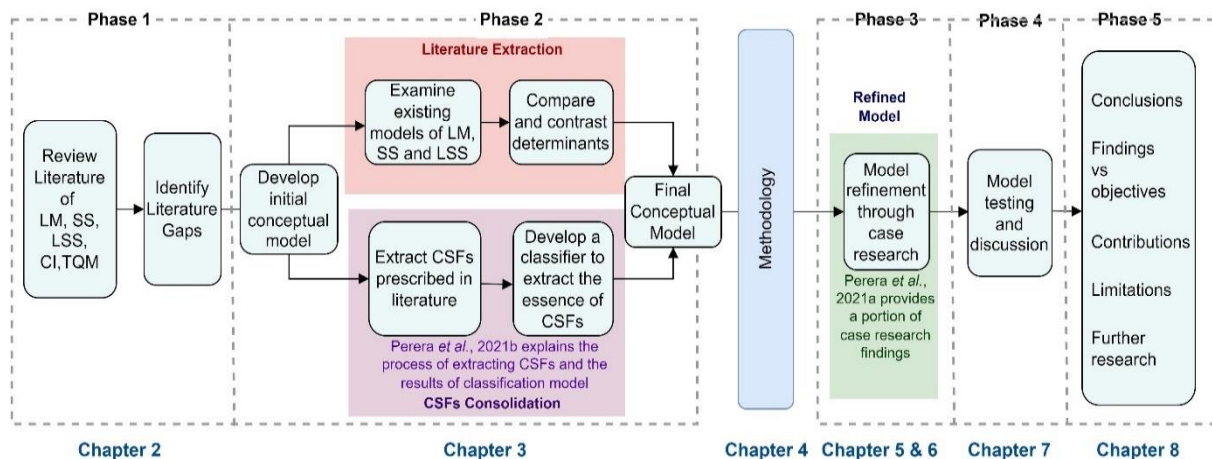 Phase 1
Phase 2
Phase 3
Phase 4
Phase 5
Review
Literature
of
LM, SS,
LSS,
CI,TQM
Identify
Literature
Gaps
Develop
initial
conceptual
model
Literature Extraction
Examine
existing
models of LM,
SS and LSS
Compare
and contrast
determinants
Extract CSFs
prescribed in
literature
Develop a
classifier to
extract the
essence of
CSFs
Perera et al., 2021b explains the
process of extracting CSFs and the
results of classification model
CSFs Consolidation
Final
Conceptual
Model
Methodology
Refined
Model
Model
refinement
through
case
research
Perera et al.,
2021a provides
a portion of
case research
findings
Model
testing
and
discussion
Conclusions
Findings
vs
objectives
Contributions
Limitations
Further
research
Chapter 2
Chapter 3
Chapter 4
Chapter 5 & 6
Chapter 7
Chapter 8